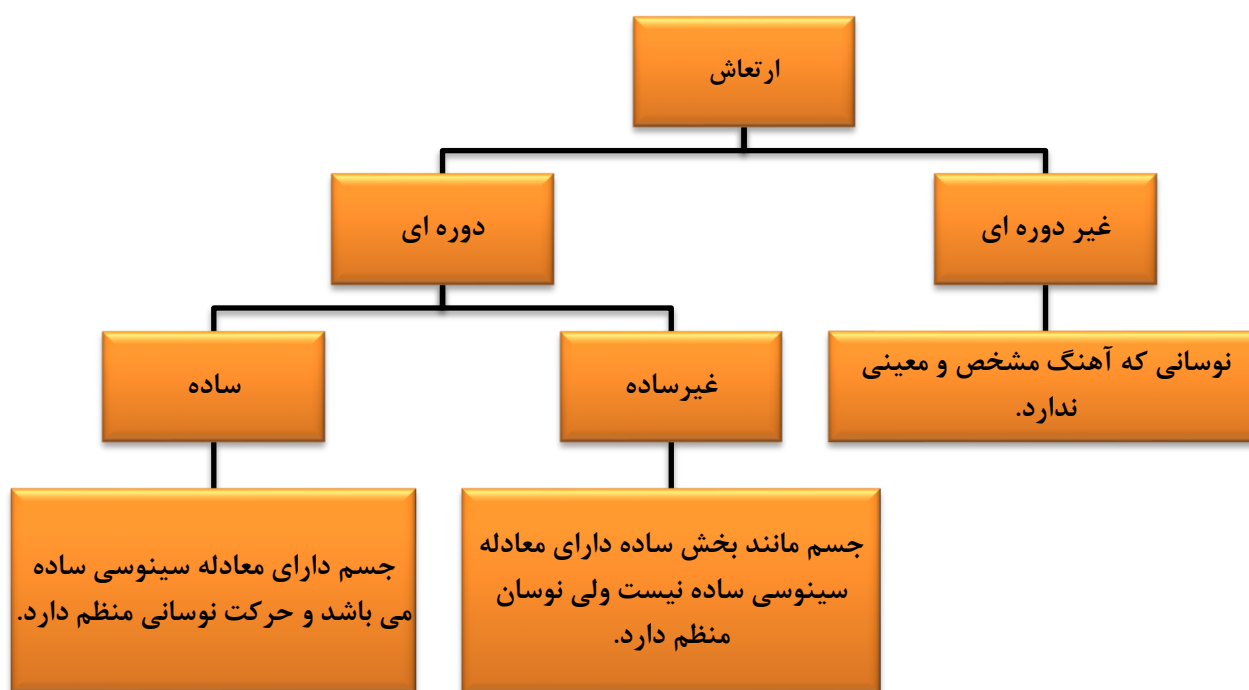 ارتعاش
غیر دوره ای
دوره ای
نوسانی که آهنگ مشخص و معینی
ندارد.
غیرساده
ساده
جسم مانند بخش ساده دارای معادله
سینوسی ساده نیست ولی نوسان
منظم دارد.
جسم دارای معادله سینوسی ساده
می باشد و حرکت نوسانی منظم دارد.